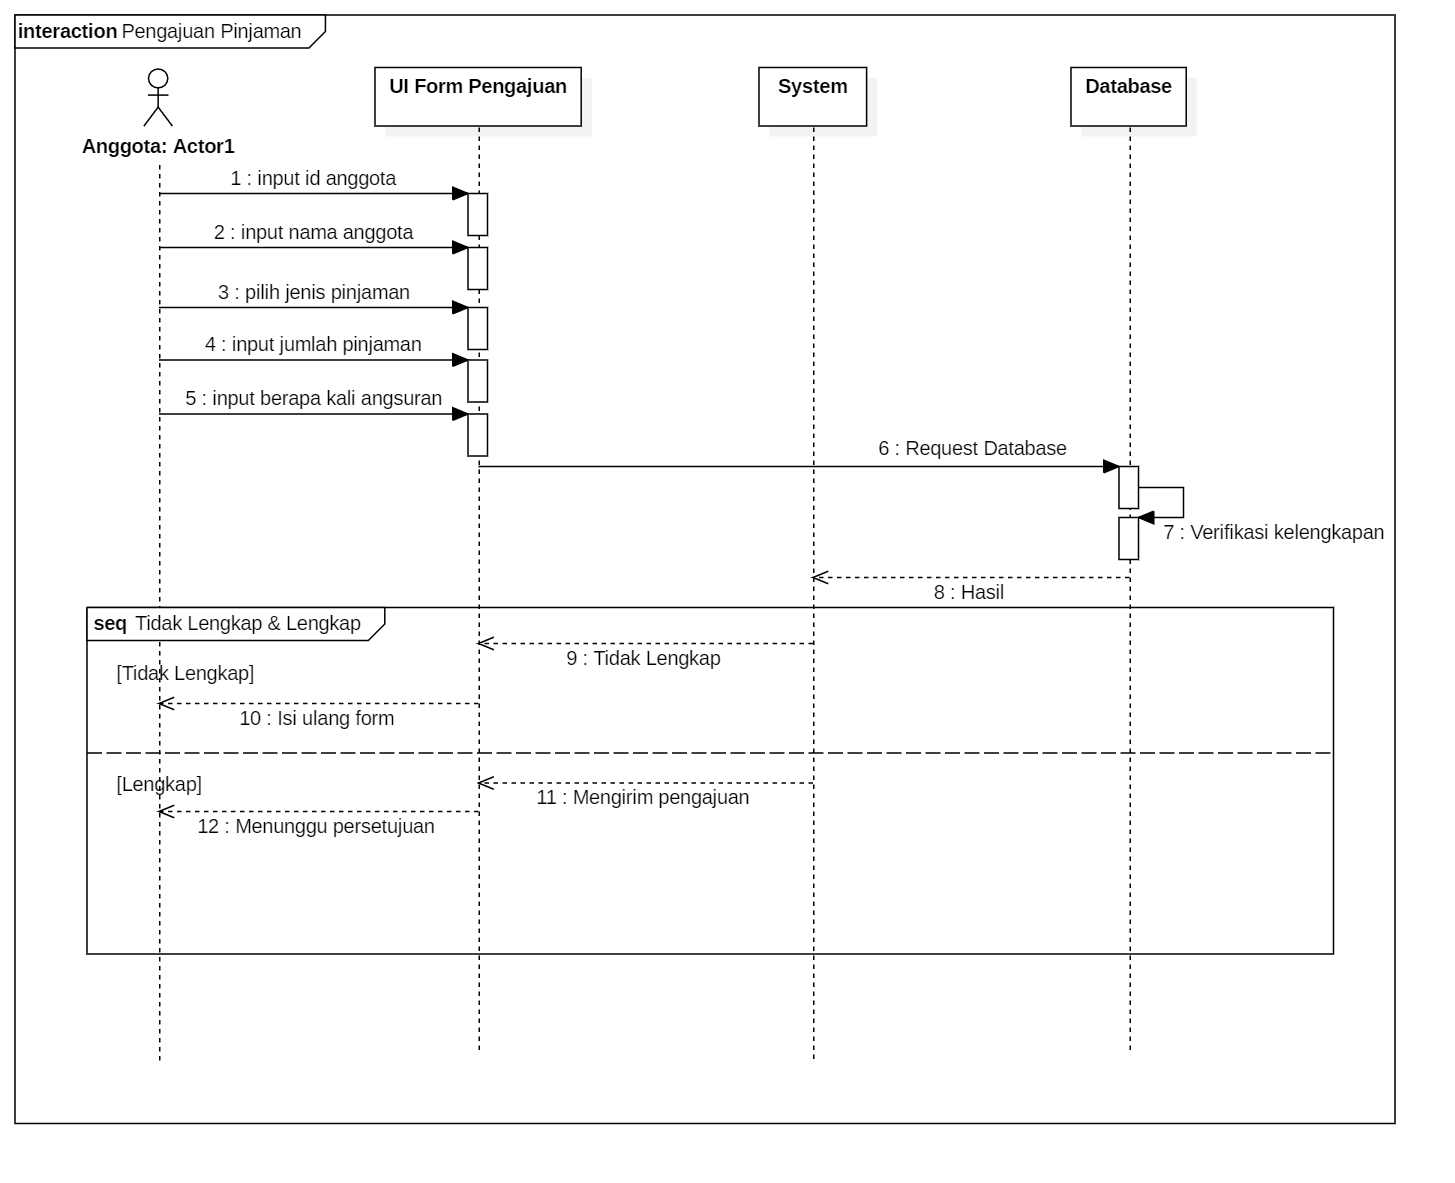 interaction Pengajuan Pinjaman
UI Form Pengajuan
System
Database
Anggota: Actor1
1 : input id anggota
2 : input nama anggota
3 : pilih jenis pinjaman
4 : input jumlah pinjaman
5 : input berapa kali angsuran
6 : Request Database
7 : Verifikasi kelengkapan
8 : Hasil
seq Tidak Lengkap & Lengkap
9 : Tidak Lengkap
[Tidak Lengkap]
10 : Isi ulang form
[Lengkap]
11 : Mengirim pengajuan
12 : Menunggu persetujuan